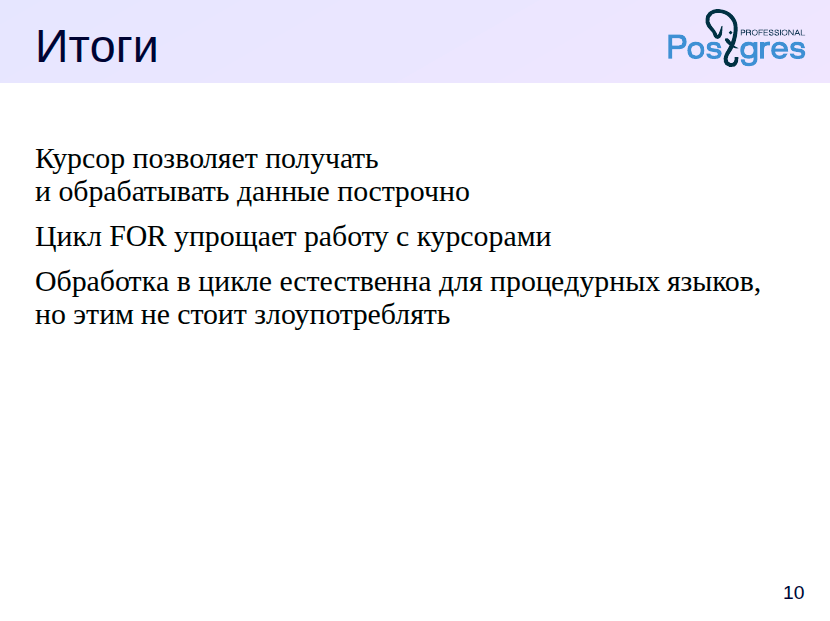 Итоги
PROFESSIONAL
Postgres
Курсор позволяет получать
и обрабатывать данные построчно
Цикл FOR упрощает работу с курсорами
Обработка в цикле естественна для процедурных языков,
но этим не стоит злоупотреблять
10